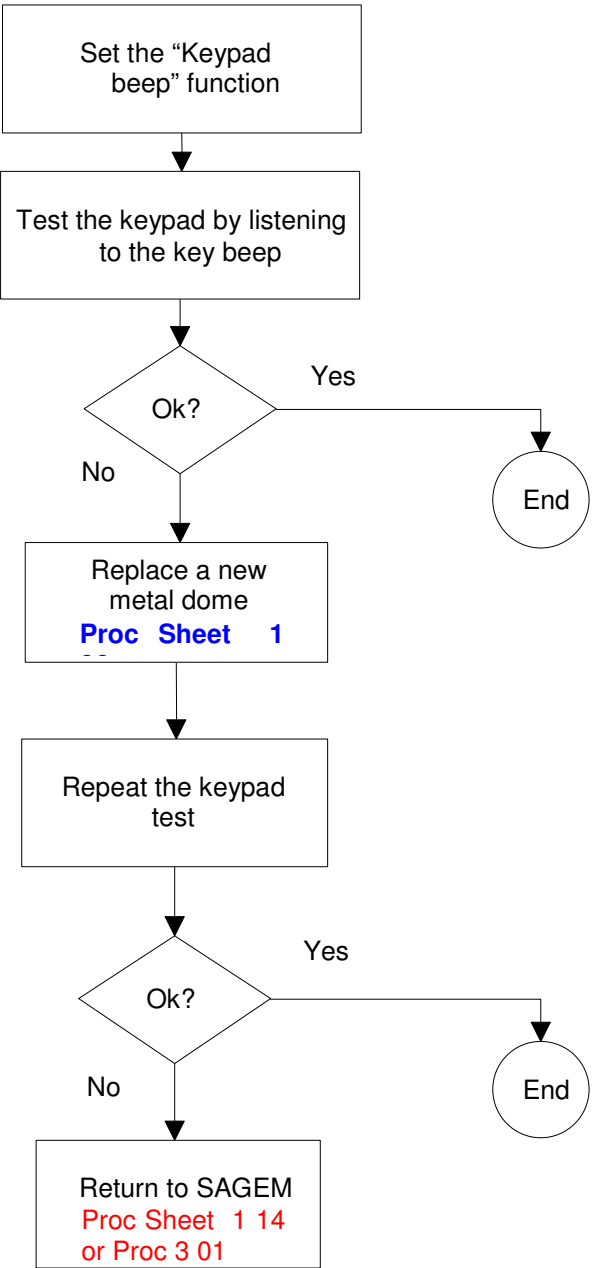 Set the “Keypad
beep” function
Test the keypad by listening
to the key beep
Ok?
Yes
No
End
Replace a new
metal dome
Proc Sheet 1
Repeat the keypad
test
Ok?
Yes
No
End
Return to SAGEM
Proc Sheet 1 14
or Proc 3 01